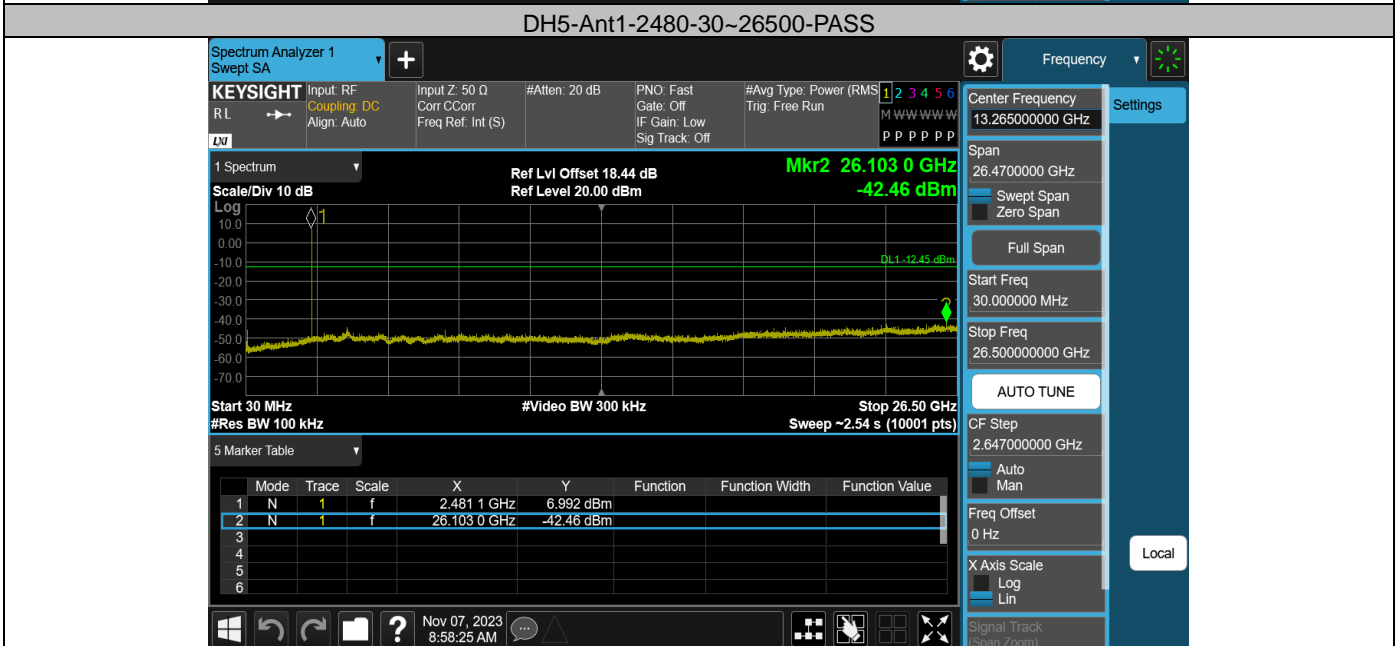 DH5-Ant1-2480-30~26500-PASS
Spectrum Analyzer 1
Swept SA
+
Frequency
KEYSIGHT
RL
LXI
Input: RF
Coupling: DC
Align: Auto
Input Z: 50 Ω
Corr CCorr
Freq Ref: Int (S)
#Atten: 20 dB
PNO: Fast
Gate: Off
IF Gain: Low
Sig Track: Off
#Avg Type: Power (RMS
Trig: Free Run
1 2 3 4 5 6
M W W W W W
P P P P P P
Center Frequency
13.265000000 GHz
Settings
Span
26.4700000 GHz
Swept Span
Zero Span
Full Span
Start Freq
30.000000 MHz
Stop Freq
26.500000000 GHz
AUTO TUNE
CF Step
2.647000000 GHz
Auto
Man
Freq Offset
0 Hz
X Axis Scale
Log
Lin
Signal Track
(Span Zoom)
Local
1 Spectrum
Scale/Div 10 dB
Ref Lvl Offset 18.44 dB
Ref Level 20.00 dBm
Mkr2 26.103 0 GHz
-42.46 dBm
Log
1
10.0
0.00
-10.0
DL1 -12.45 dBm
-20.0
-30.0
-40.0
-50.0
-60.0
-70.0
Start 30 MHz
#Video BW 300 kHz
Stop 26.50 GHz
#Res BW 100 kHz
Sweep ~2.54 s (10001 pts)
5 Marker Table
Mode Trace Scale X Y Function Function Width Function Value
1 N 1 f 2.481 1 GHz 6.992 dBm
2 N 1 f 26.103 0 GHz -42.46 dBm
3
4
5
6
?
Nov 07, 2023
8:58:25 AM